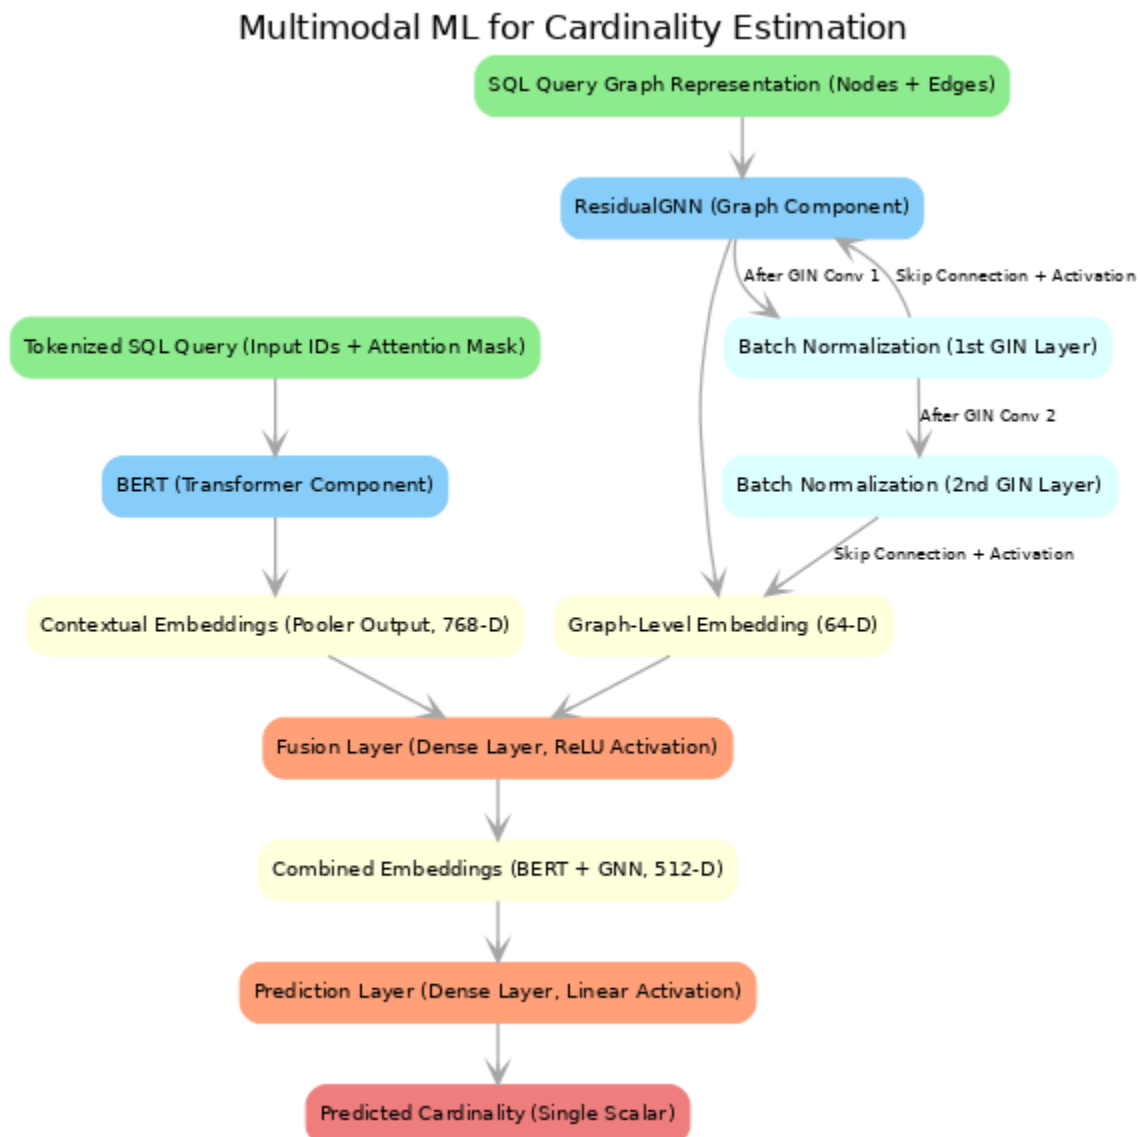 Multimodal ML for Cardinality Estimation
SQL Query Graph Representation (Nodes + Edges)
ResidualGNN (Graph Component)
After GIN Conv 1
Skip Connection + Activation
Tokenized SQL Query (Input IDs + Attention Mask)
Batch Normalization (1st GIN Layer)
After GIN Conv 2
BERT (Transformer Component)
Batch Normalization (2nd GIN Layer)
Skip Connection + Activation
Contextual Embeddings (Pooler Output, 768-D)
Graph-Level Embedding (64-D)
Fusion Layer (Dense Layer, ReLU Activation)
Combined Embeddings (BERT + GNN, 512-D)
Prediction Layer (Dense Layer, Linear Activation)
Predicted Cardinality (Single Scalar)